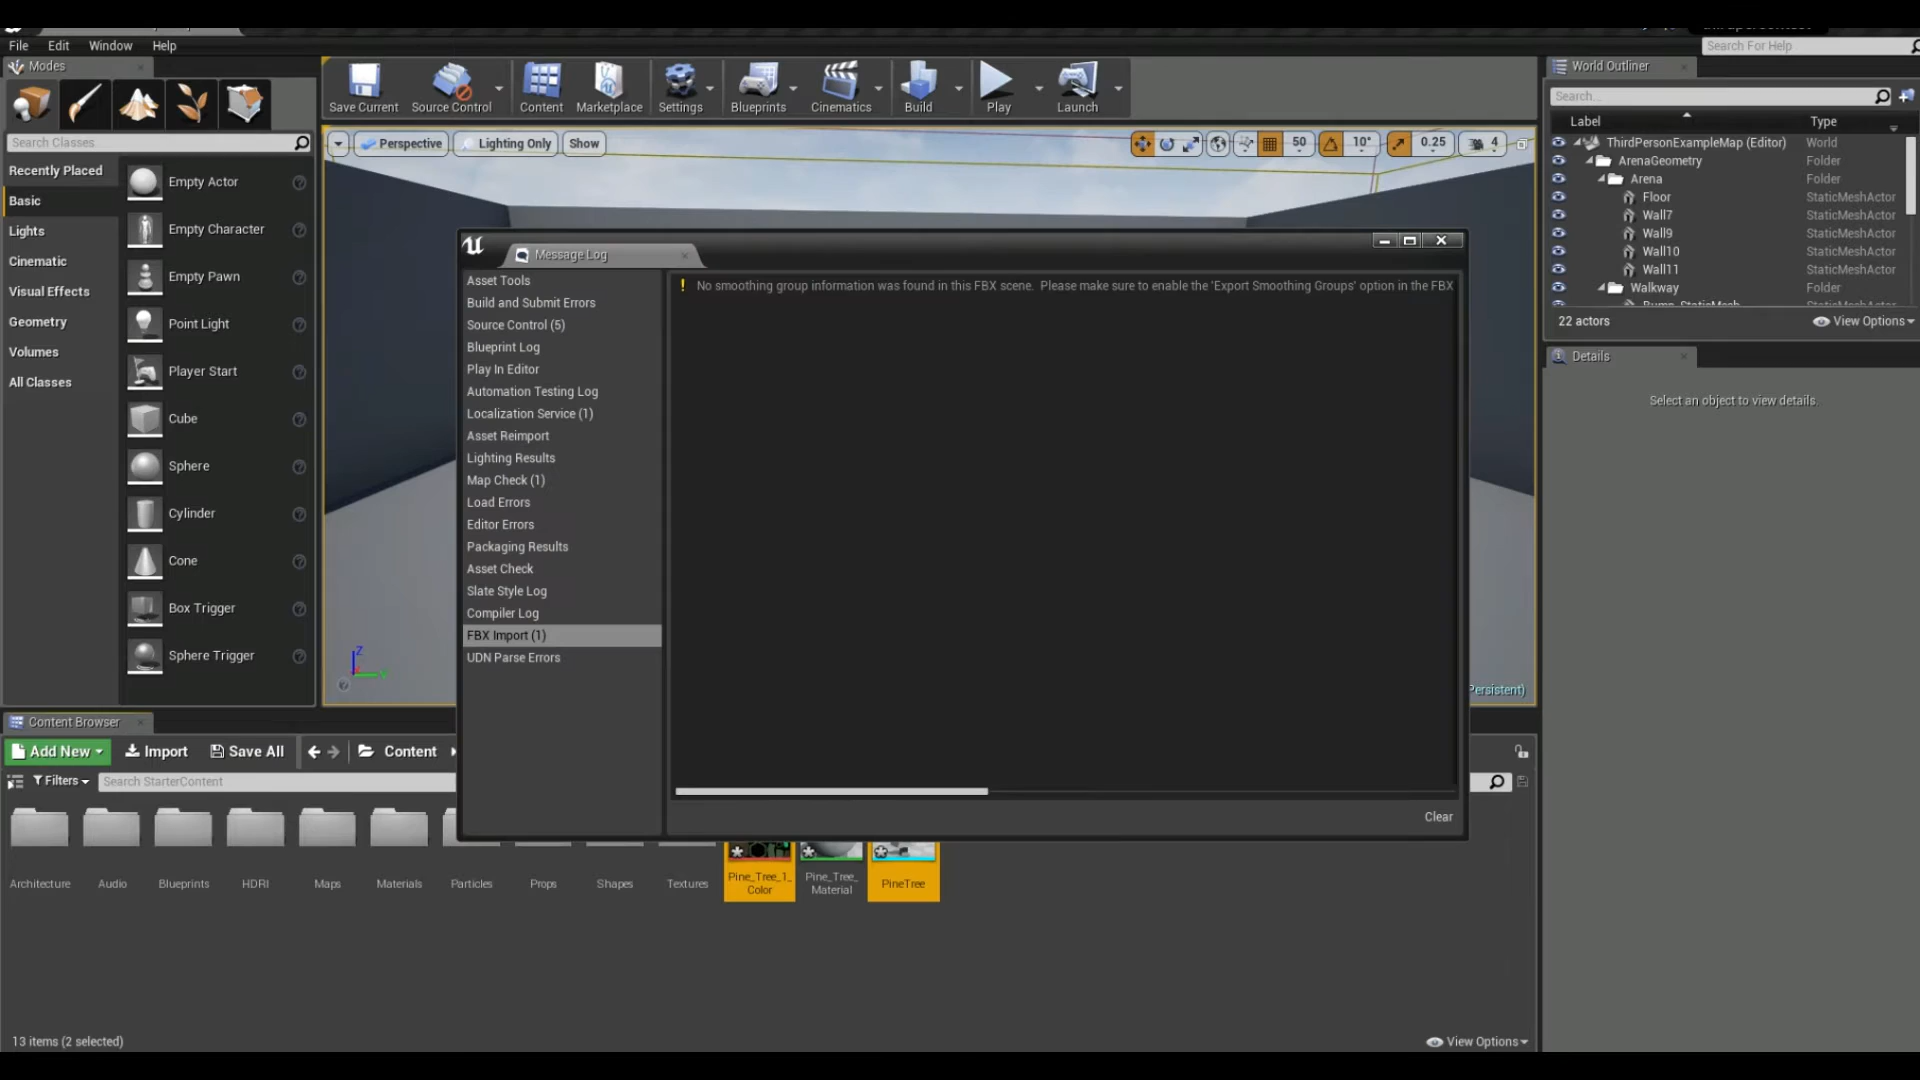 File Edit Window Help
Search For Help
Modes
Save Current Source Control Content Marketplace Settings Blueprints Cinematics Build Play Launch
Search Classes
Recently Placed
Basic
Lights
Cinematic
Visual Effects
Geometry
Volumes
All Classes
Empty Actor
Empty Character
Empty Pawn
Point Light
Player Start
Cube
Sphere
Cylinder
Cone
Box Trigger
Sphere Trigger
Perspective Lighting Only Show
50 10° 0.25 4
Persistent)
World Outliner
Search...
Label Type
ThirdPersonExampleMap (Editor) World
ArenaGeometry Folder
Arena Folder
Floor StaticMeshActor
Wall7 StaticMeshActor
Wall9 StaticMeshActor
Wall10 StaticMeshActor
Wall11 StaticMeshActor
Walkway Folder
Bump_StaticMesh StaticMeshActor
22 actors View Options
Details
Select an object to view details.
Message Log
Asset Tools
Build and Submit Errors
Source Control (5)
Blueprint Log
Play In Editor
Automation Testing Log
Localization Service (1)
Asset Reimport
Lighting Results
Map Check (1)
Load Errors
Editor Errors
Packaging Results
Asset Check
Slate Style Log
Compiler Log
FBX Import (1)
UDN Parse Errors
No smoothing group information was found in this FBX scene. Please make sure to enable the 'Export Smoothing Groups' option in the FBX
Clear
Content Browser
Add New Import Save All Content
Filters Search StarterContent
Architecture Audio Blueprints HDRI Maps Materials Particles Props Shapes Textures
Pine_Tree_1_
Color
Pine_Tree_
Material
PineTree
13 items (2 selected)
View Options